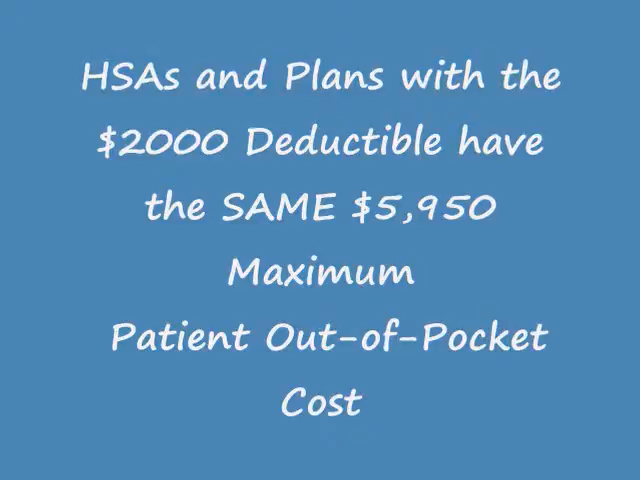 HSAs and Plans with the
$2000 Deductible have
the SAME $5,950
Maximum
Patient Out-of-Pocket
Cost